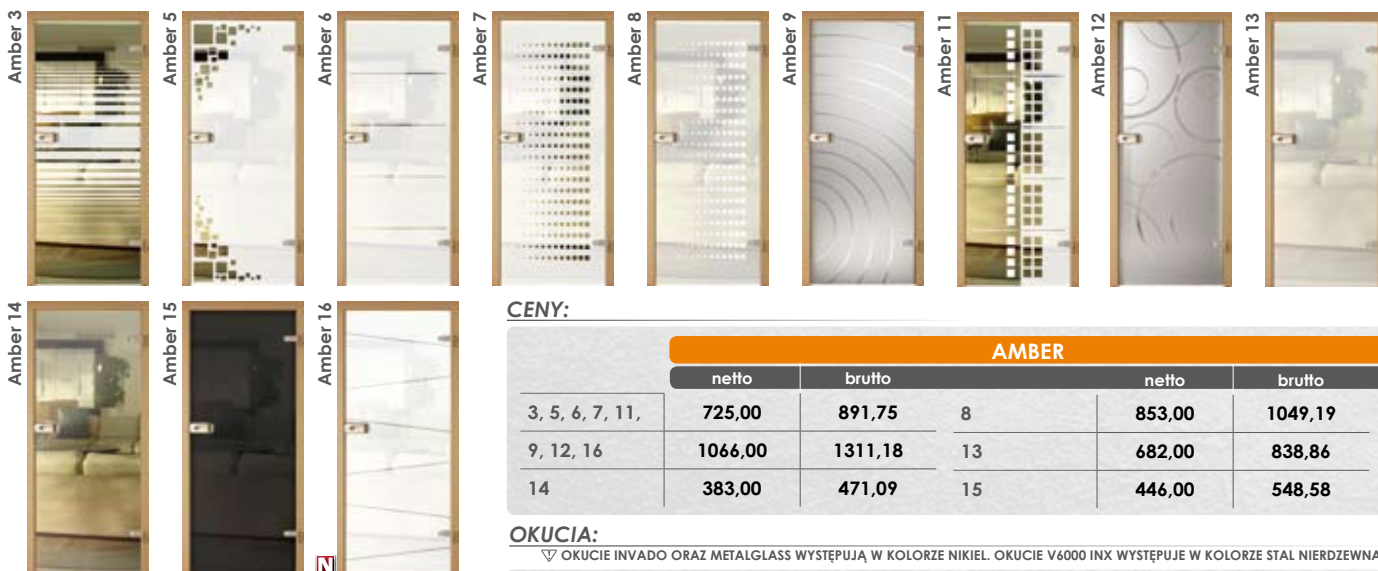 Amber 3
Amber 5
Amber 6
Amber 7
Amber 8
Amber 9
Amber 11
Amber 12
Amber 13
Amber 14
Amber 15
Amber 16
N
CENY:
AMBER
netto brutto netto brutto
3, 5, 6, 7, 11, 725,00 891,75 8 853,00 1049,19
9, 12, 16 1066,00 1311,18 13 682,00 838,86
14 383,00 471,09 15 446,00 548,58
OKUCIA:
OKUCIE INVADO ORAZ METALGLASS WYSTĘPUJĄ W KOLORZE NIKIEL. OKUCIE V6000 INX WYSTĘPUJE W KOLORZE STAL NIERDZEWNA